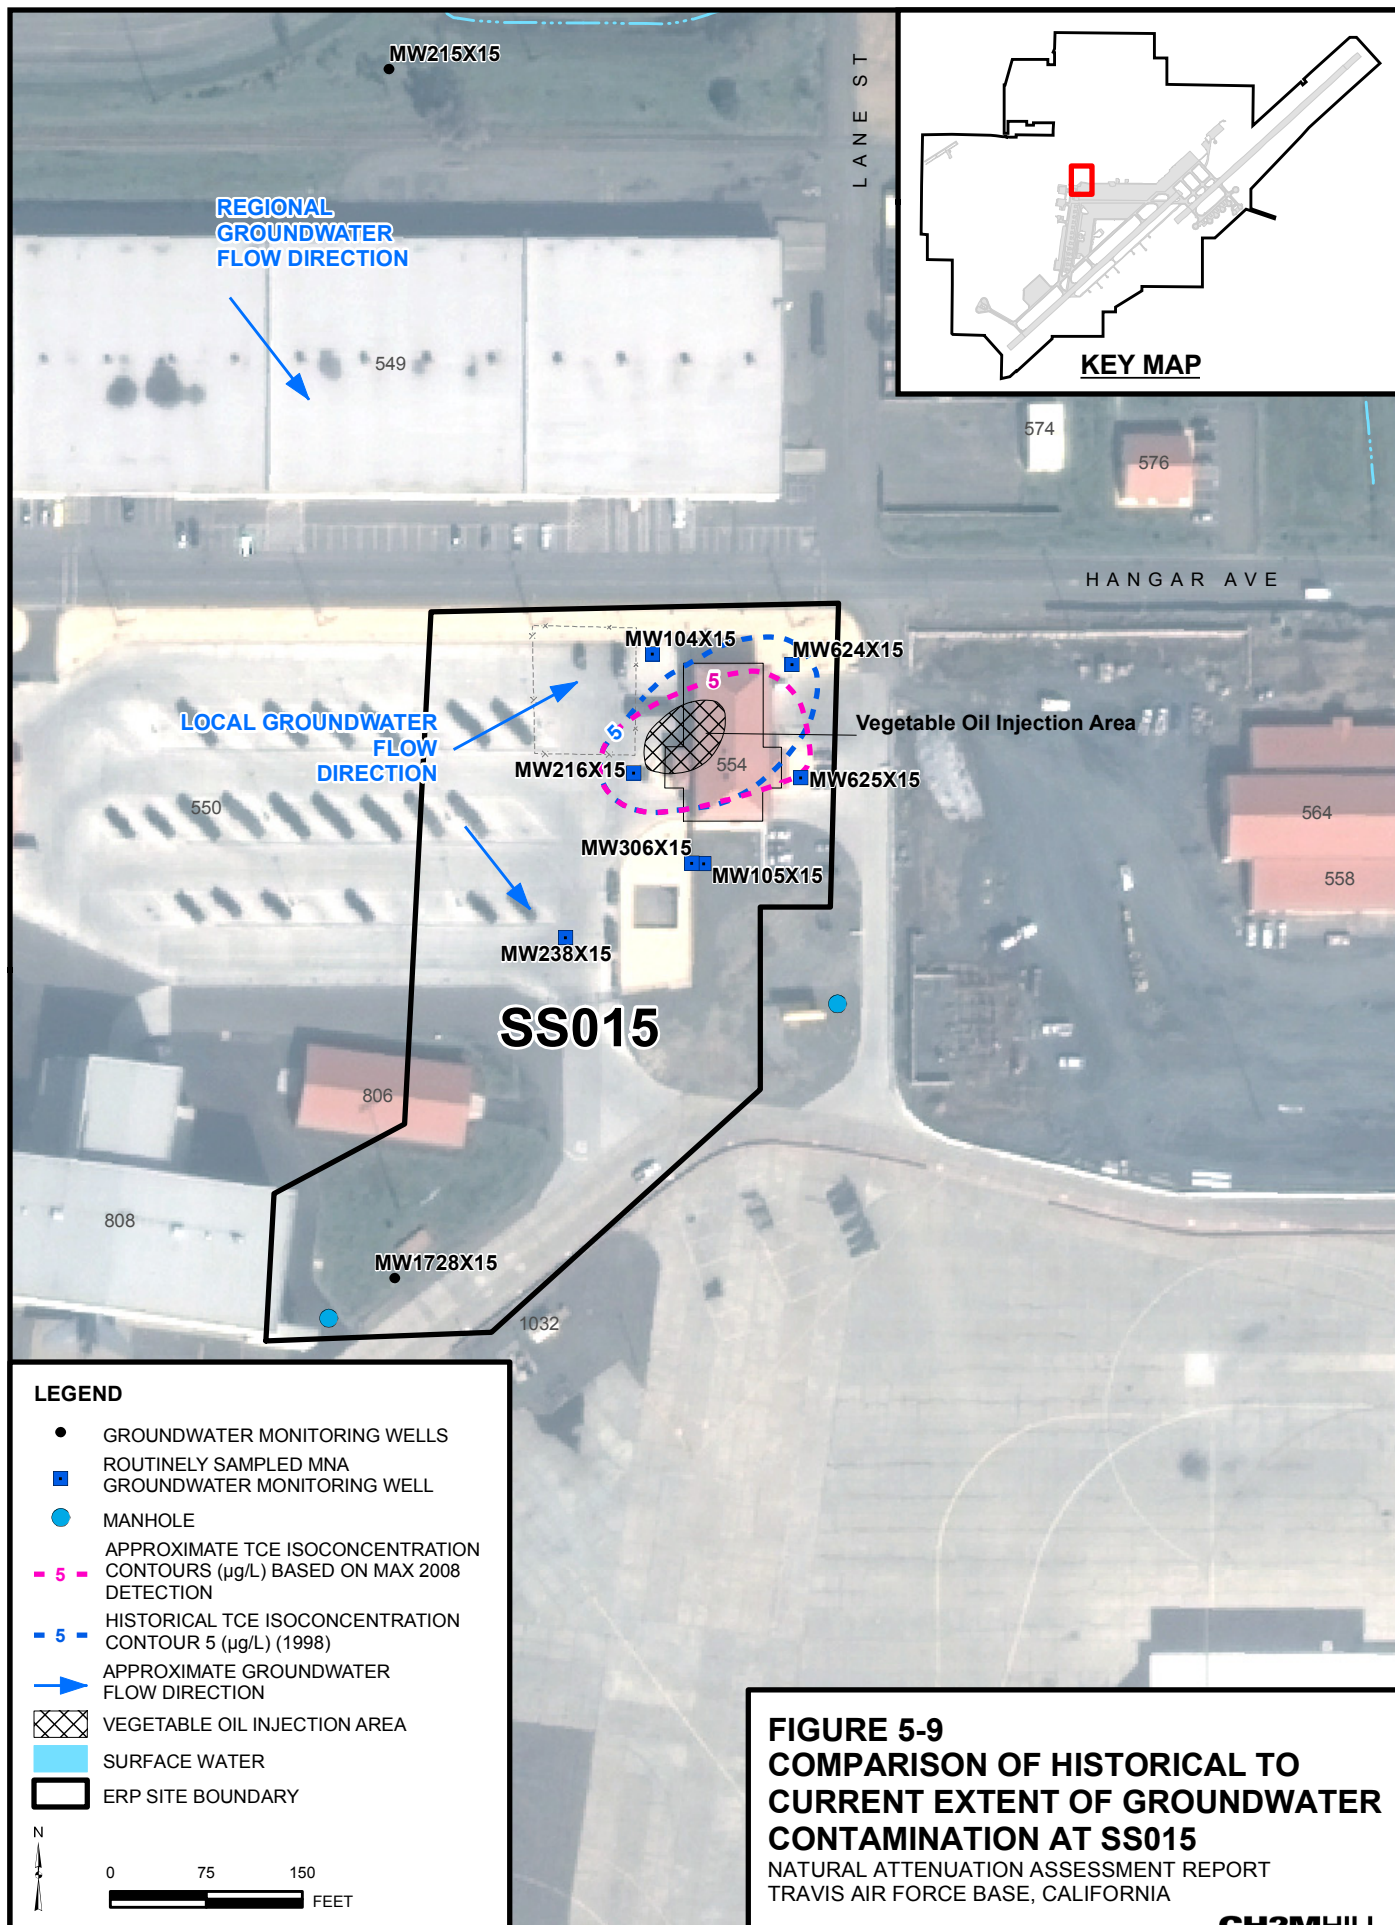 MW215X15
LANE ST
REGIONAL
GROUNDWATER
FLOW DIRECTION
549
KEY MAP
574
576
HANGAR AVE
MW104X15
MW624X15
5
5
LOCAL GROUNDWATER
FLOW
DIRECTION
Vegetable Oil Injection Area
MW216X15
554
MW625X15
550
564
MW306X15
MW105X15
558
MW238X15
SS015
806
808
MW1728X15
1032
LEGEND
GROUNDWATER MONITORING WELLS
ROUTINELY SAMPLED MNA
GROUNDWATER MONITORING WELL
MANHOLE
APPROXIMATE TCE ISOCONCENTRATION
5 CONTOURS (µg/L) BASED ON MAX 2008
DETECTION
HISTORICAL TCE ISOCONCENTRATION
5 CONTOUR 5 (µg/L) (1998)
APPROXIMATE GROUNDWATER
FLOW DIRECTION
VEGETABLE OIL INJECTION AREA
SURFACE WATER
ERP SITE BOUNDARY
N
0 75 150
FEET
FIGURE 5-9
COMPARISON OF HISTORICAL TO
CURRENT EXTENT OF GROUNDWATER
CONTAMINATION AT SS015
NATURAL ATTENUATION ASSESSMENT REPORT
TRAVIS AIR FORCE BASE, CALIFORNIA
CH2MHILL